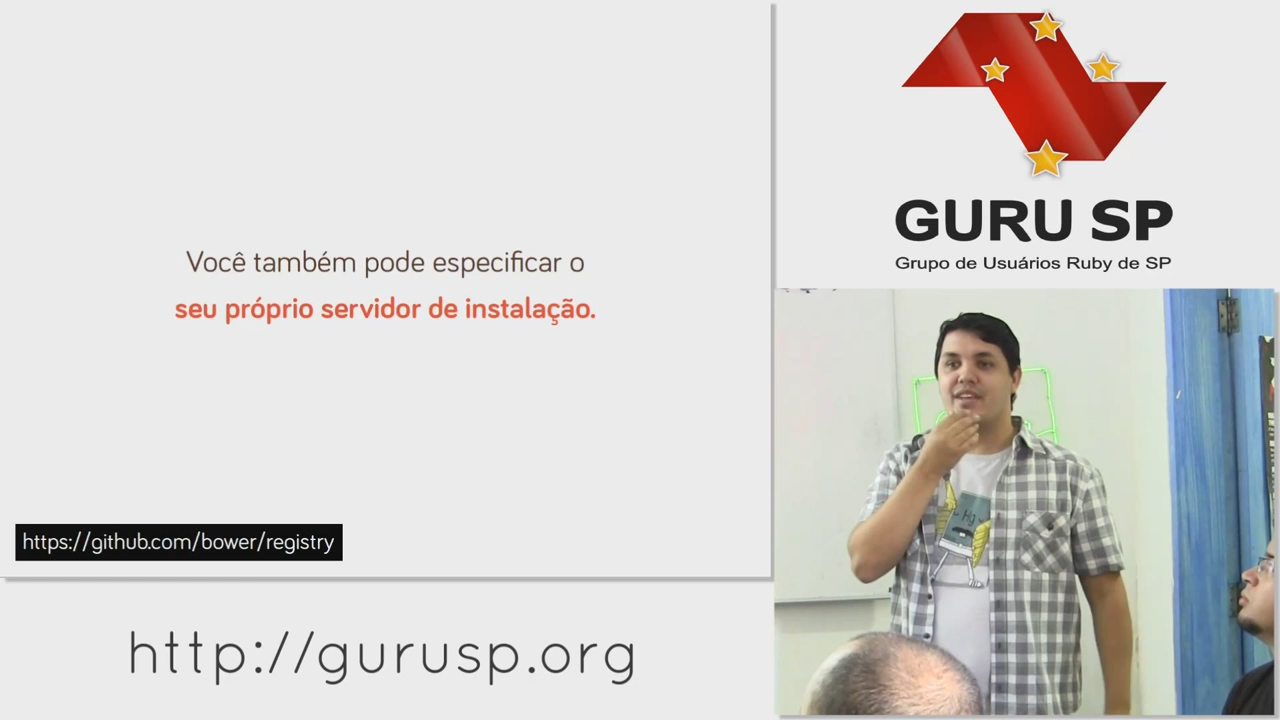 Você também pode especificar o
seu próprio servidor de instalação.
https://github.com/bower/registry
http://gurusp.org
GURU SP
Grupo de Usuários Ruby de SP
Hg